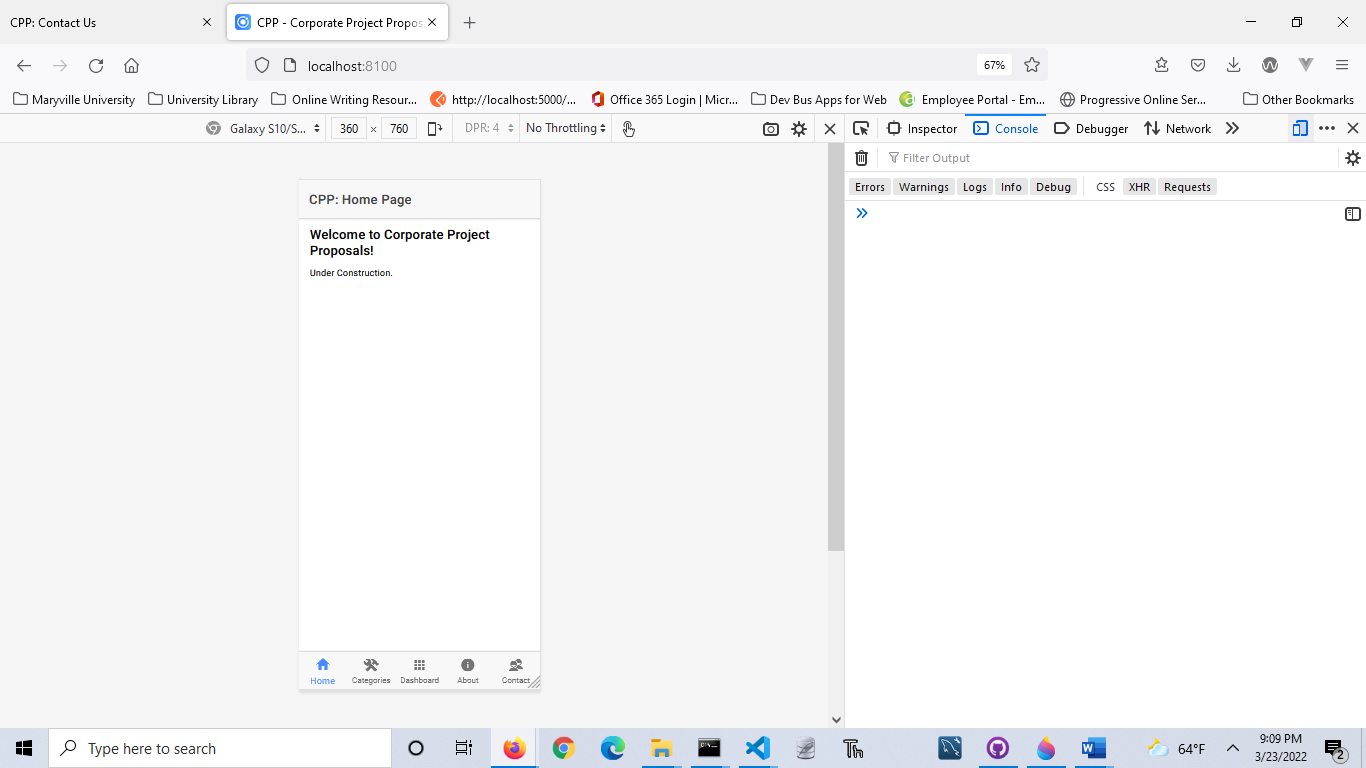 CPP: Contact Us
CPP - Corporate Project Propos
localhost:8100
67%
Maryville University
University Library
Online Writing Resour...
http://localhost:5000/...
Office 365 Login | Micr...
Dev Bus Apps for Web
Employee Portal - Em...
Progressive Online Ser...
Other Bookmarks
Galaxy S10/S...
360 × 760
DPR: 4
No Throttling
Inspector
Console
Debugger
Network
Filter Output
Errors
Warnings
Logs
Info
Debug
CSS
XHR
Requests
CPP: Home Page
Welcome to Corporate Project
Proposals!
Under Construction.
Home
Categories
Dashboard
About
Contact
Type here to search
64°F
9:09 PM
3/23/2022
2